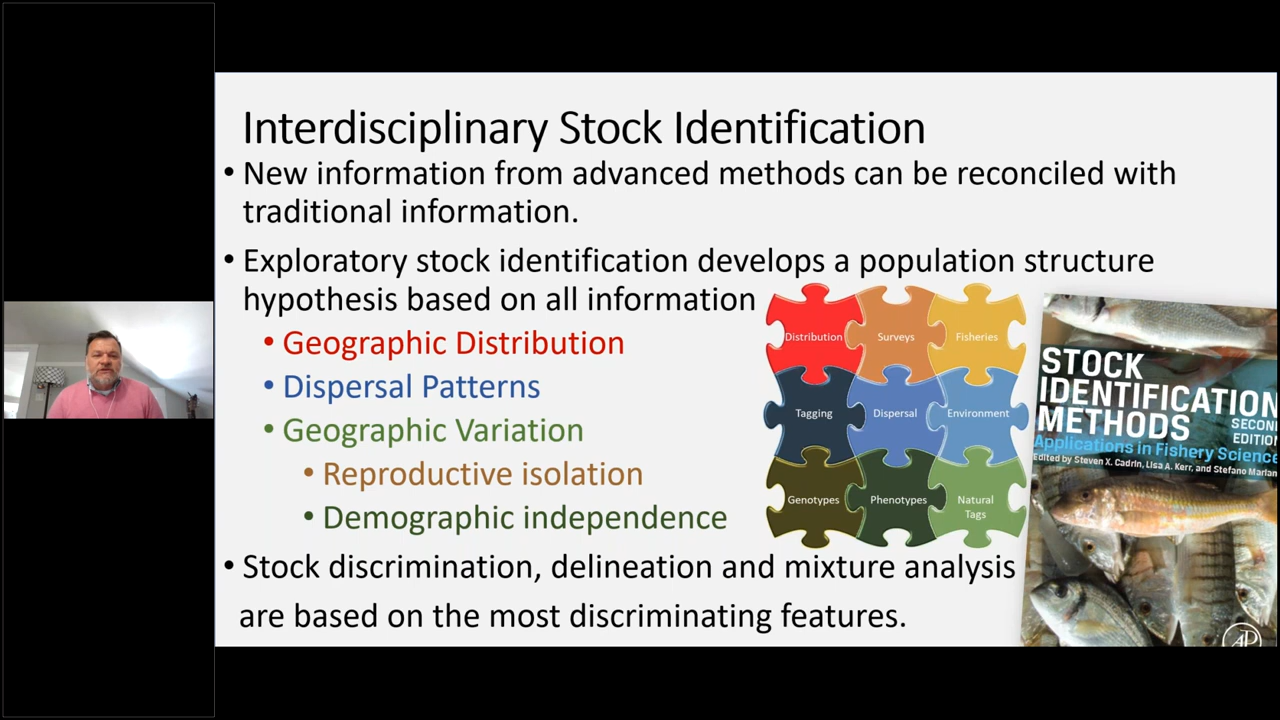 Interdisciplinary Stock Identification
• New information from advanced methods can be reconciled with
traditional information.
• Exploratory stock identification develops a population structure
hypothesis based on all information
• Geographic Distribution
• Dispersal Patterns
• Geographic Variation
• Reproductive isolation
• Demographic independence
• Stock discrimination, delineation and mixture analysis
are based on the most discriminating features.
Distribution
Surveys
Fisheries
Tagging
Dispersal
Environment
Genotypes
Phenotypes
Natural
Tags
STOCK
IDENTIFICATION
METHODS
SECOND
EDITION
Applications in Fishery Science
Edited by Steven X. Cadrin, Lisa A. Kerr, and Stefano Marian
AP